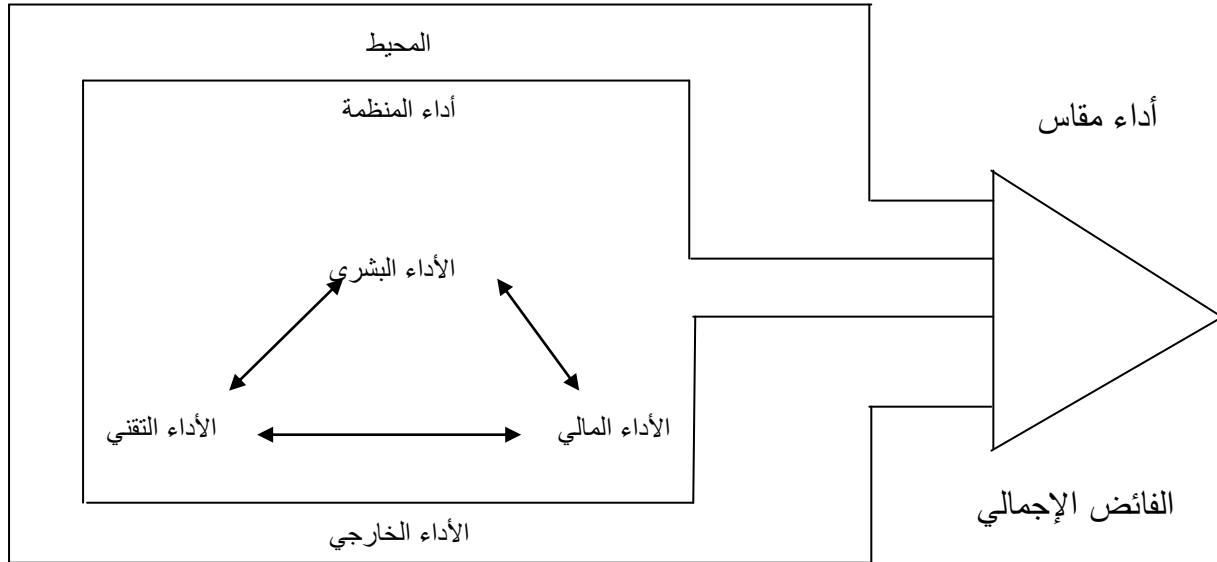 المحيط
أداء المنظمة
أداء مقاس
الأداء البشري
الأداء المالي
الأداء التقني
الفائض الإجمالي
الأداء الخارجي